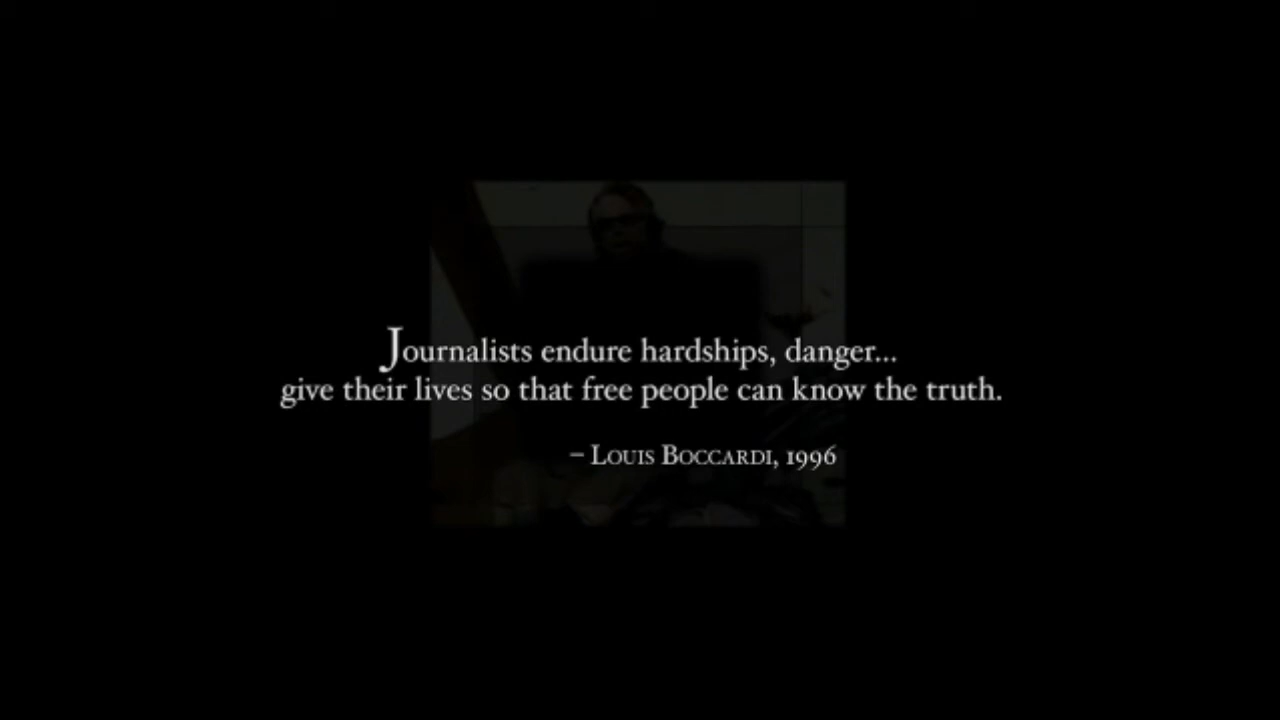 Journalists endure hardships, danger...
give their lives so that free people can know the truth.
– Louis Boccardi, 1996